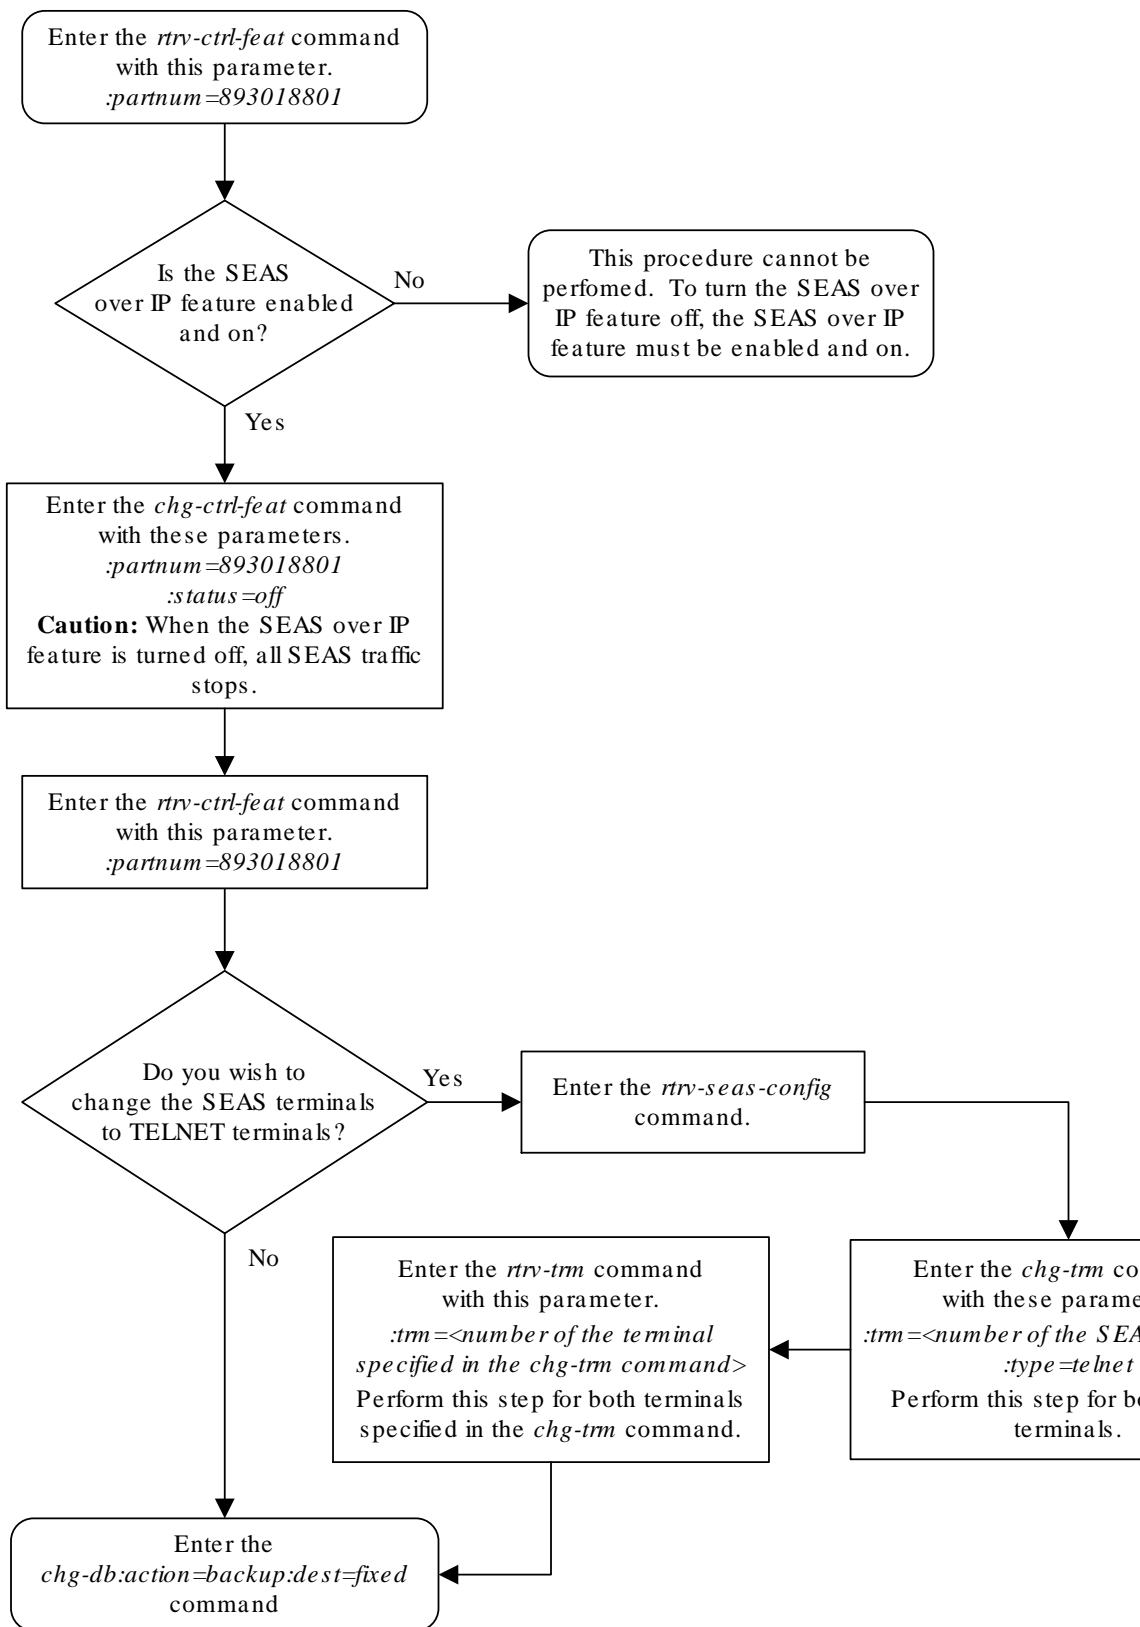 Enter the rtrv-ctrl-feat command
with this parameter.
:partnum=893018801
Is the SEAS
over IP feature enabled
and on?
No
This procedure cannot be
perfomed. To turn the SEAS over
IP feature off, the SEAS over IP
feature must be enabled and on.
Yes
Enter the chg-ctrl-feat command
with these parameters.
:partnum=893018801
:status=off
Caution: When the SEAS over IP
feature is turned off, all SEAS traffic
stops.
Enter the rtrv-ctrl-feat command
with this parameter.
:partnum=893018801
Do you wish to
change the SEAS terminals
to TELNET terminals?
Yes
Enter the rtrv-seas-config
command.
No
Enter the rtrv-trm command
with this parameter.
:trm=<number of the terminal
specified in the chg-trm command>
Perform this step for both terminals
specified in the chg-trm command.
Enter the chg-trm
with these
:trm=<number of the
:type=telnet
Perform this step for
terminals.
Enter the
chg-db:action=backup:dest=fixed
command